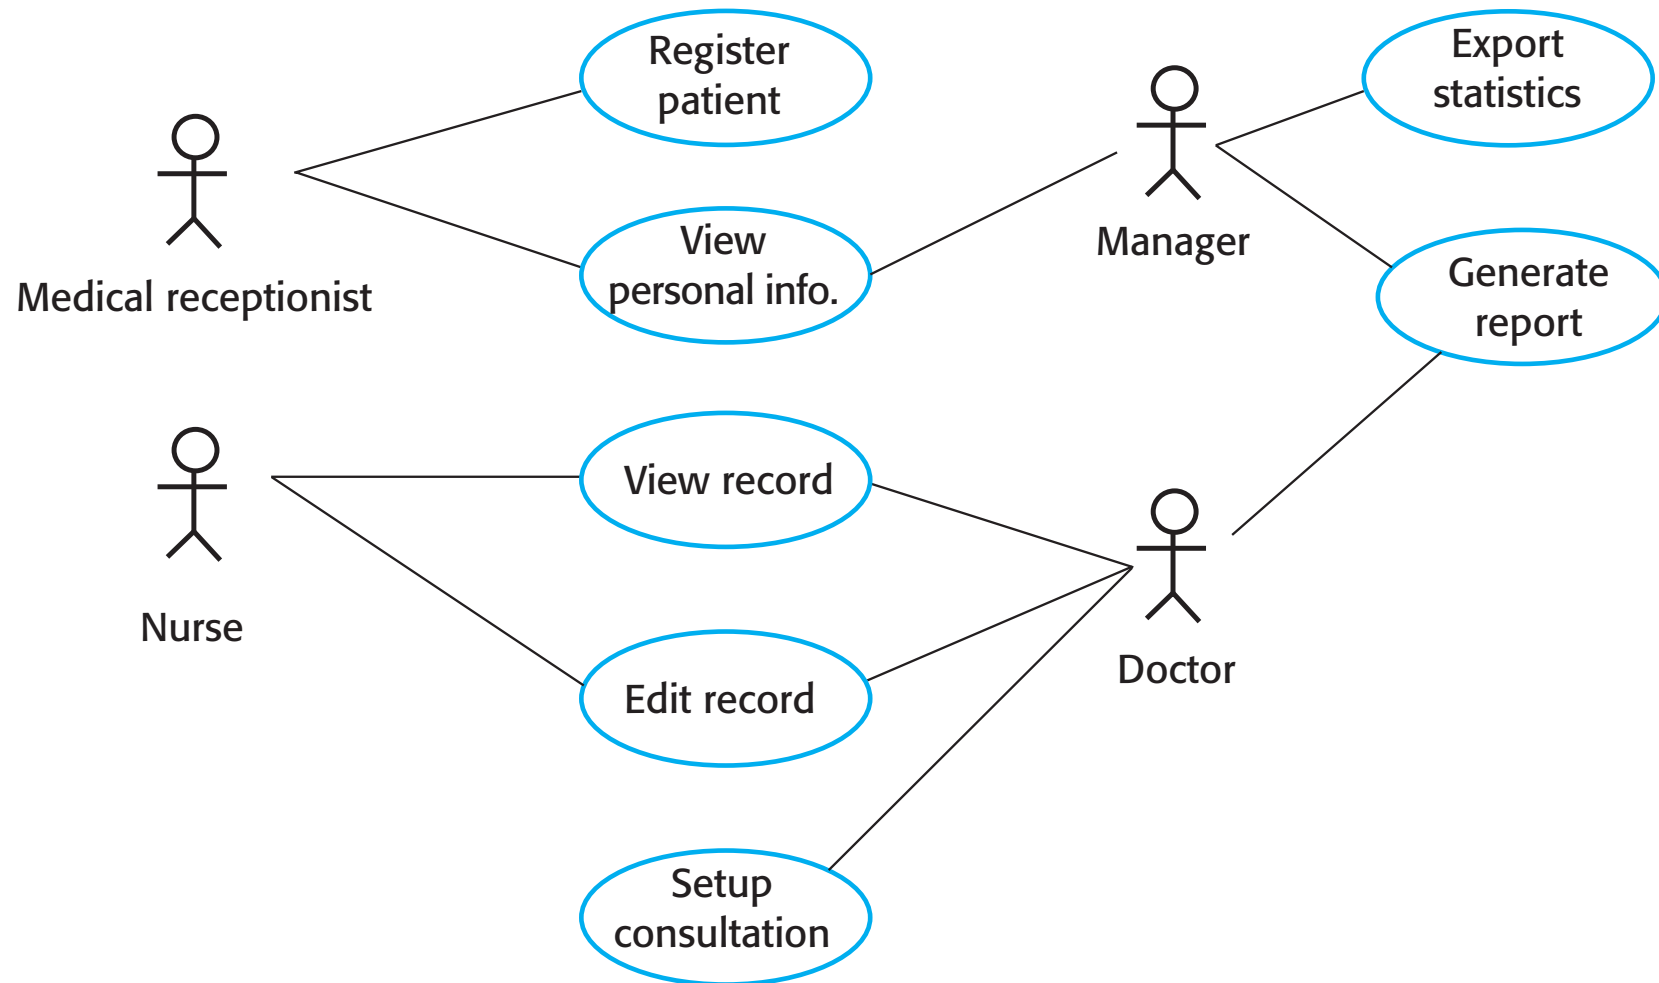 Register
patient
Export
statistics
Medical receptionist
View
personal info.
Manager
Generate
report
View record
Nurse
Edit record
Doctor
Setup
consultation